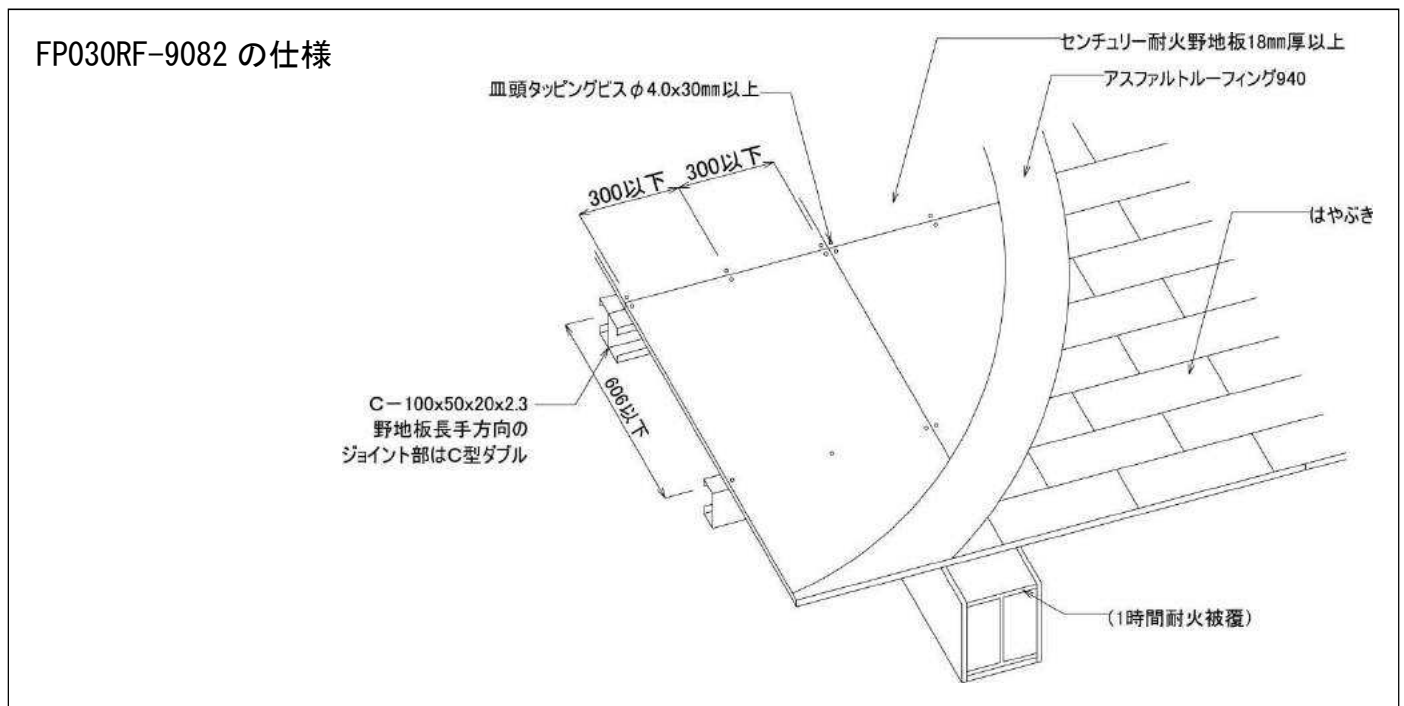 FP030RF-9082 の仕様
センチュリー耐火野地板18mm厚以上
皿頭タッピングビスφ4.0x30mm以上
アスファルトルーフィング940
300以下
300以下
はやぶき
606以下
C-100x50x20x2.3
野地板長手方向の
ジョイント部はC型ダブル
(1時間耐火被覆)